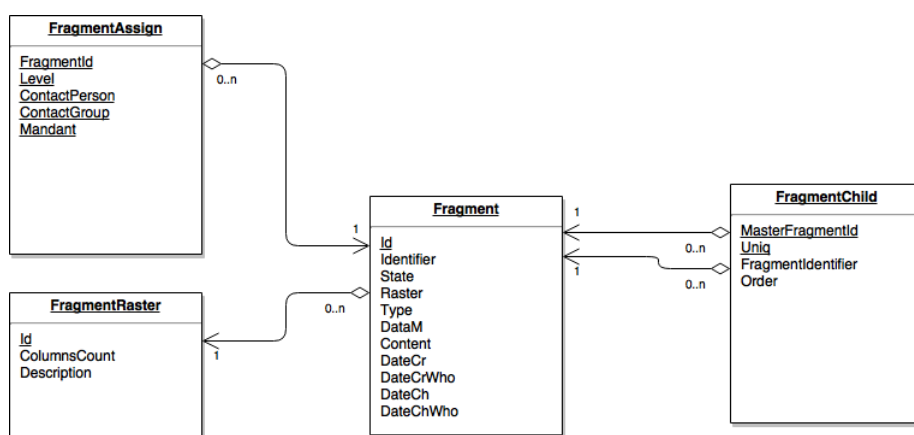 FragmentAssign
FragmentId
Level
ContactPerson
ContactGroup
Mandant
0..n
1
Fragment
Id
Identifier
State
Raster
Type
DataM
Content
DateCr
DateCrWho
DateCh
DateChWho
1
0..n
1
0..n
FragmentChild
MasterFragmentId
Uniq
FragmentIdentifier
Order
FragmentRaster
Id
ColumnsCount
Description
0..n
1